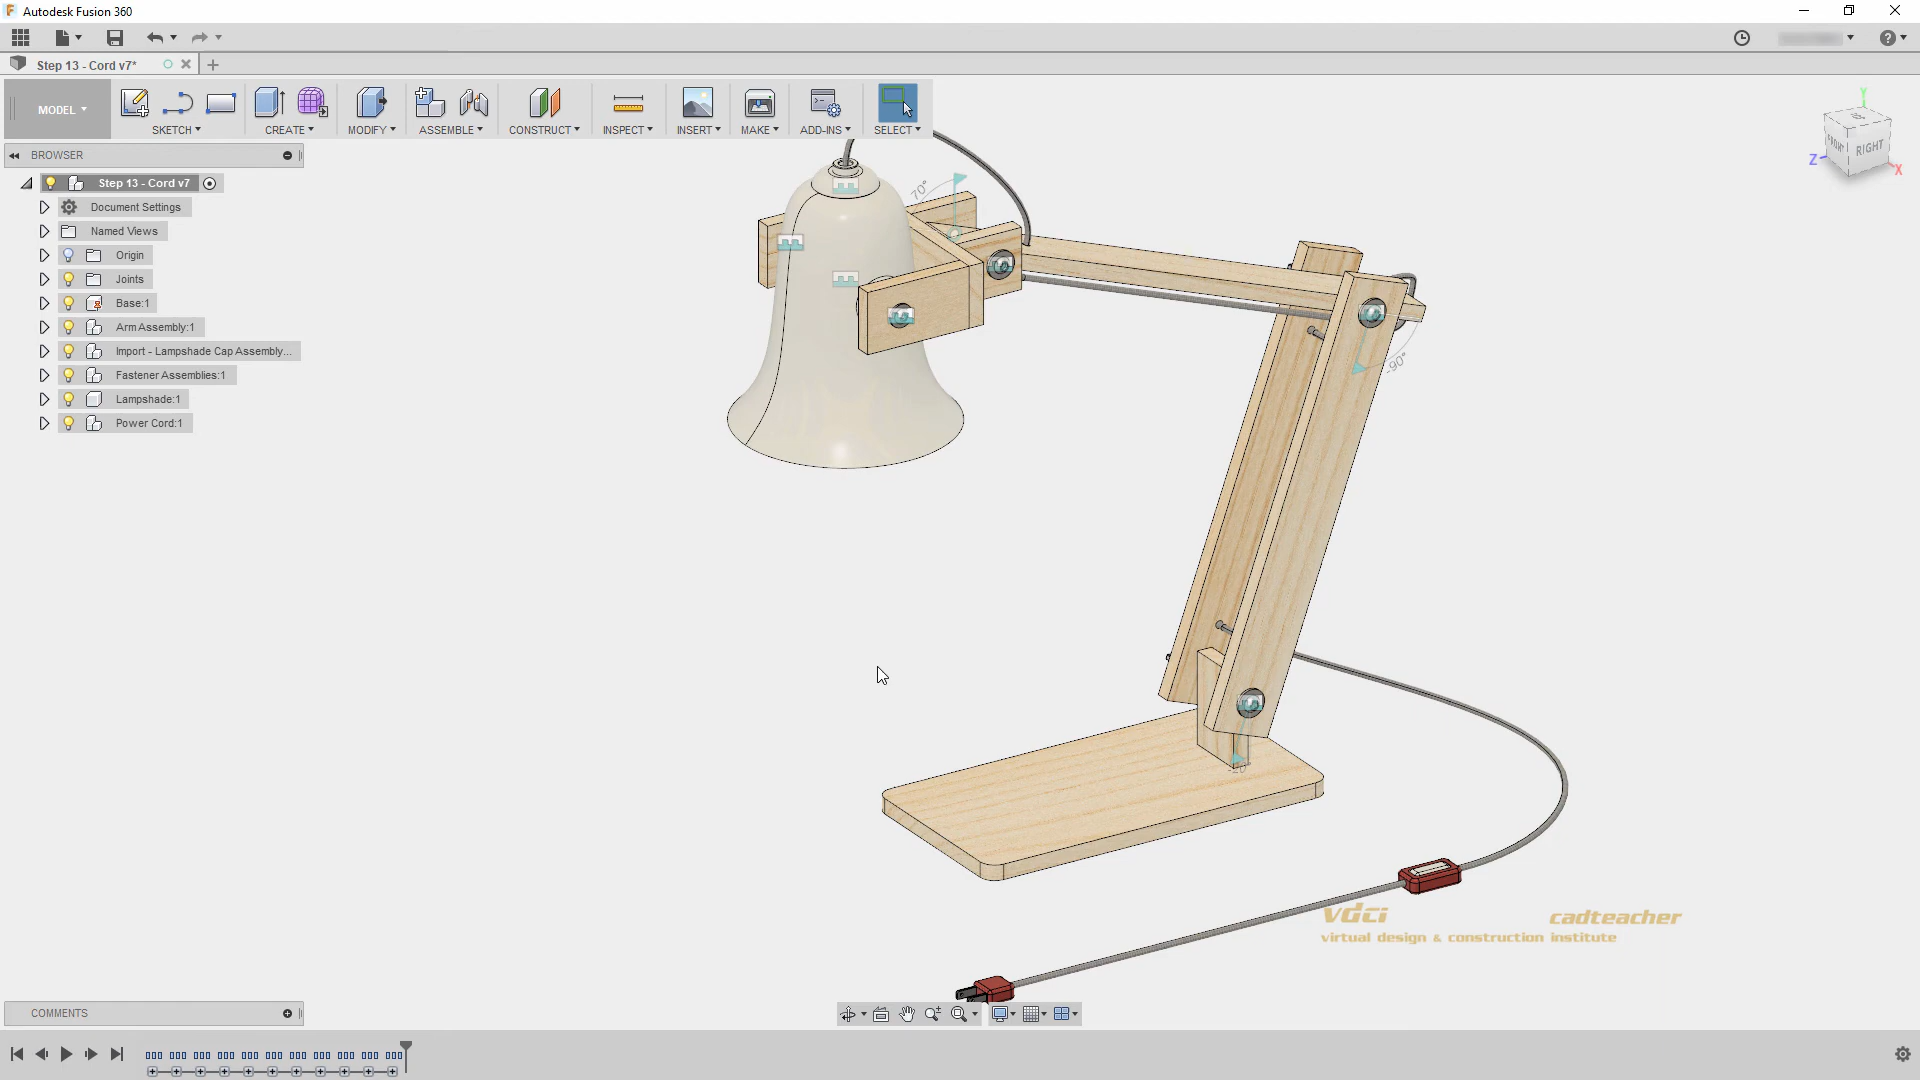 Autodesk Fusion 360
Step 13 - Cord v7*
MODEL
SKETCH
CREATE
MODIFY
ASSEMBLE
CONSTRUCT
INSPECT
INSERT
MAKE
ADD-INS
SELECT
BROWSER
Step 13 - Cord v7
Document Settings
Named Views
Origin
Joints
Base:1
Arm Assembly:1
Import - Lampshade Cap Assembly...
Fastener Assemblies:1
Lampshade:1
Power Cord:1
70°
-90°
Y
Z
X
FRONT
RIGHT
vdci
cadteacher
virtual design & construction institute
COMMENTS